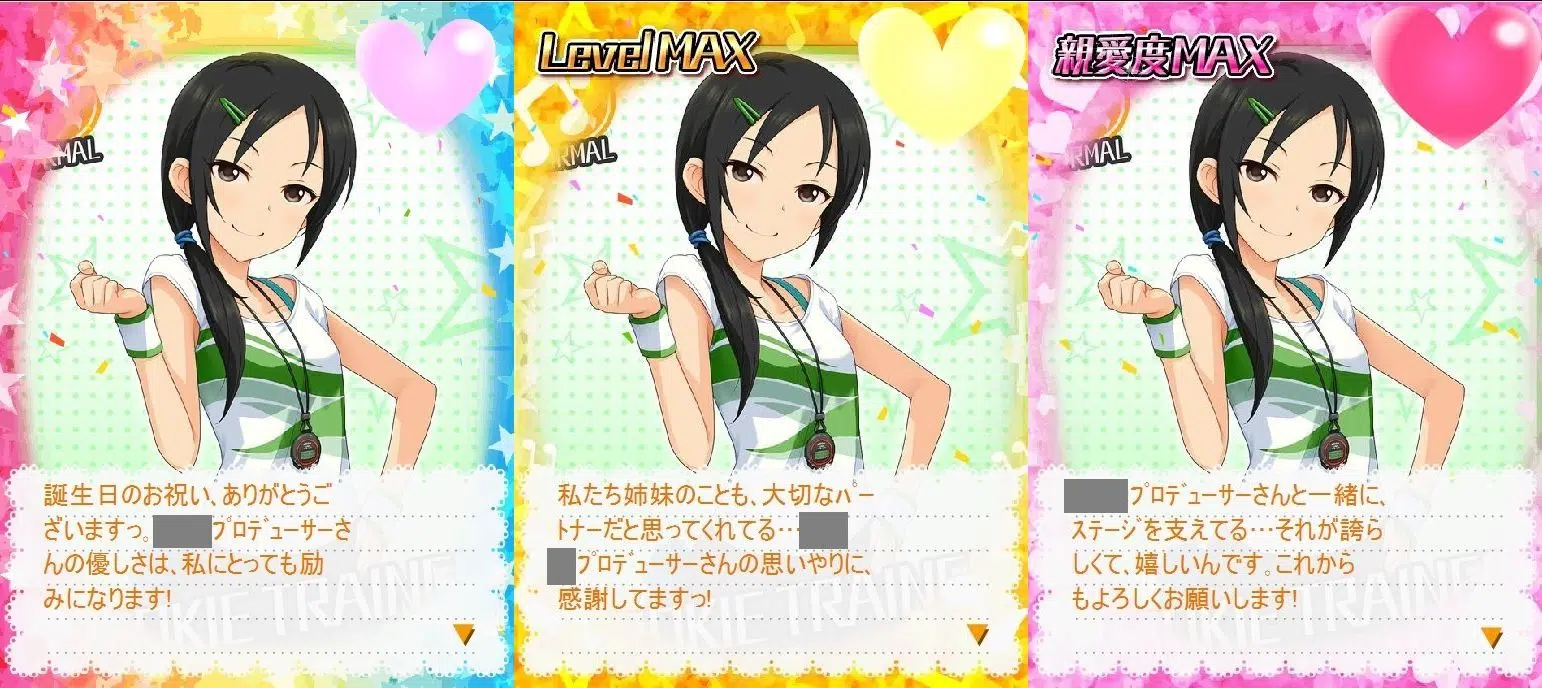 RMAL
誕生日のお祝い、ありがとうご
ざいますっ。プロデューサーさ
んの優しさは、私にとっても励
みになります!
KIE TRAINE
Level MAX
RMAL
私たち姉妹のことも、大切なパー
トナーだと思ってくれてる…
プロデューサーさんの思いやりに、
感謝してますっ!
KIE TRAINE
親愛度MAX
RMAL
プロデューサーさんと一緒に、
ステージを支えてる…それが誇ら
しくて、嬉しいんです。これから
もよろしくお願いします!
KIE TRAIN